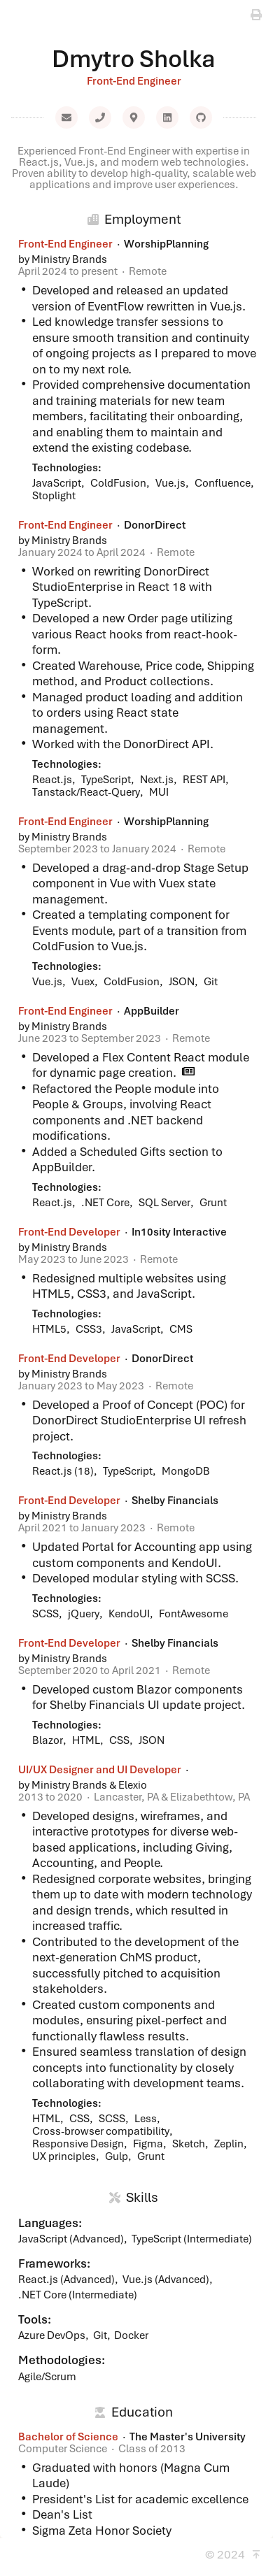 Dmytro Sholka
Front-End Engineer
Experienced Front-End Engineer with expertise in
React.js, Vue.js, and modern web technologies.
Proven ability to develop high-quality, scalable web
applications and improve user experiences.
Employment
Front-End Engineer · WorshipPlanning
by Ministry Brands
April 2024 to present · Remote
• Developed and released an updated
version of EventFlow rewritten in Vue.js.
• Led knowledge transfer sessions to
ensure smooth transition and continuity
of ongoing projects as I prepared to move
on to my next role.
• Provided comprehensive documentation
and training materials for new team
members, facilitating their onboarding,
and enabling them to maintain and
extend the existing codebase.
Technologies:
JavaScript, ColdFusion, Vue.js, Confluence,
Stoplight
Front-End Engineer · DonorDirect
by Ministry Brands
January 2024 to April 2024 · Remote
• Worked on rewriting DonorDirect
StudioEnterprise in React 18 with
TypeScript.
• Developed a new Order page utilizing
various React hooks from react-hook-
form.
• Created Warehouse, Price code, Shipping
method, and Product collections.
• Managed product loading and addition
to orders using React state
management.
• Worked with the DonorDirect API.
Technologies:
React.js, TypeScript, Next.js, REST API,
Tanstack/React-Query, MUI
Front-End Engineer · WorshipPlanning
by Ministry Brands
September 2023 to January 2024 · Remote
• Developed a drag-and-drop Stage Setup
component in Vue with Vuex state
management.
• Created a templating component for
Events module, part of a transition from
ColdFusion to Vue.js.
Technologies:
Vue.js, Vuex, ColdFusion, JSON, Git
Front-End Engineer · AppBuilder
by Ministry Brands
June 2023 to September 2023 · Remote
• Developed a Flex Content React module
for dynamic page creation.
• Refactored the People module into
People & Groups, involving React
components and .NET backend
modifications.
• Added a Scheduled Gifts section to
AppBuilder.
Technologies:
React.js, .NET Core, SQL Server, Grunt
Front-End Developer · In10sity Interactive
by Ministry Brands
May 2023 to June 2023 · Remote
• Redesigned multiple websites using
HTML5, CSS3, and JavaScript.
Technologies:
HTML5, CSS3, JavaScript, CMS
Front-End Developer · DonorDirect
by Ministry Brands
January 2023 to May 2023 · Remote
• Developed a Proof of Concept (POC) for
DonorDirect StudioEnterprise UI refresh
project.
Technologies:
React.js (18), TypeScript, MongoDB
Front-End Developer · Shelby Financials
by Ministry Brands
April 2021 to January 2023 · Remote
• Updated Portal for Accounting app using
custom components and KendoUI.
• Developed modular styling with SCSS.
Technologies:
SCSS, jQuery, KendoUI, FontAwesome
Front-End Developer · Shelby Financials
by Ministry Brands
September 2020 to April 2021 · Remote
• Developed custom Blazor components
for Shelby Financials UI update project.
Technologies:
Blazor, HTML, CSS, JSON
UI/UX Designer and UI Developer ·
by Ministry Brands & Elexio
2013 to 2020 · Lancaster, PA & Elizabethtow, PA
• Developed designs, wireframes, and
interactive prototypes for diverse web-
based applications, including Giving,
Accounting, and People.
• Redesigned corporate websites, bringing
them up to date with modern technology
and design trends, which resulted in
increased traffic.
• Contributed to the development of the
next-generation ChMS product,
successfully pitched to acquisition
stakeholders.
• Created custom components and
modules, ensuring pixel-perfect and
functionally flawless results.
• Ensured seamless translation of design
concepts into functionality by closely
collaborating with development teams.
Technologies:
HTML, CSS, SCSS, Less,
Cross-browser compatibility,
Responsive Design, Figma, Sketch, Zeplin,
UX principles, Gulp, Grunt
Skills
Languages:
JavaScript (Advanced), TypeScript (Intermediate)
Frameworks:
React.js (Advanced), Vue.js (Advanced),
.NET Core (Intermediate)
Tools:
Azure DevOps, Git, Docker
Methodologies:
Agile/Scrum
Education
Bachelor of Science · The Master's University
Computer Science · Class of 2013
• Graduated with honors (Magna Cum
Laude)
• President's List for academic excellence
• Dean's List
• Sigma Zeta Honor Society
© 2024